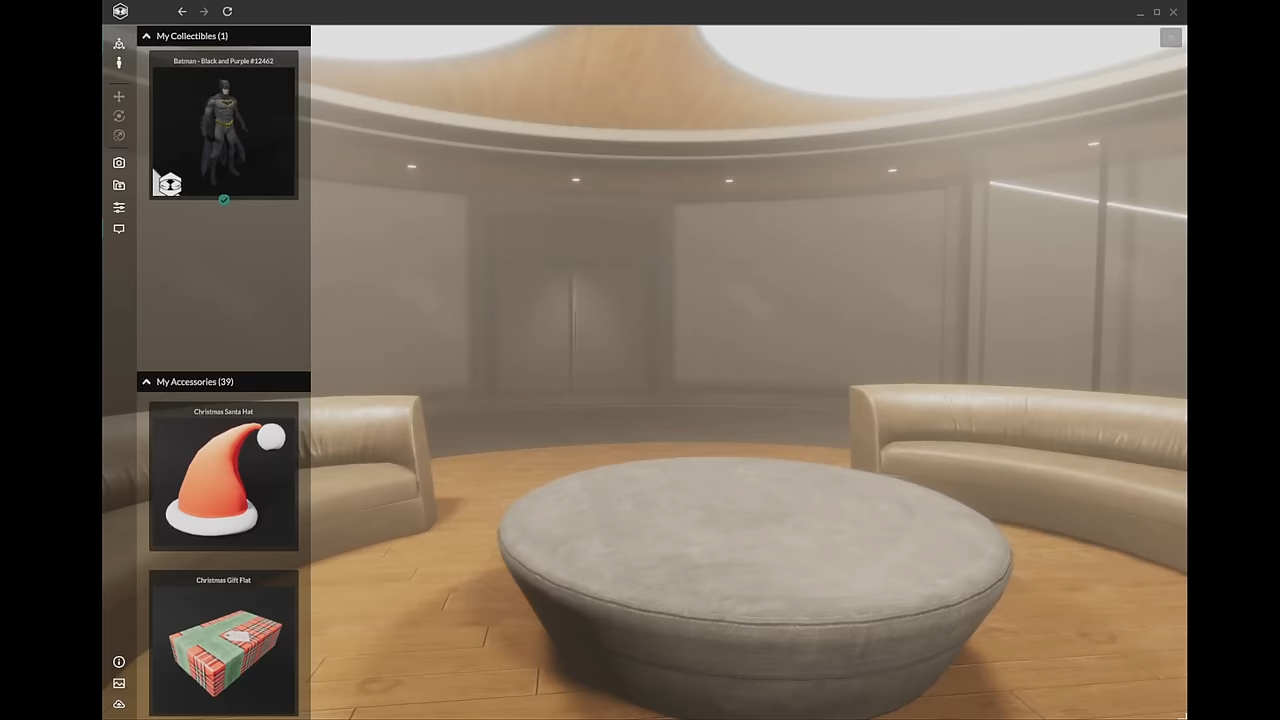 My Collectibles (1)
Batman - Black and Purple #12462
My Accessories (39)
Christmas Santa Hat
Christmas Gift Flat